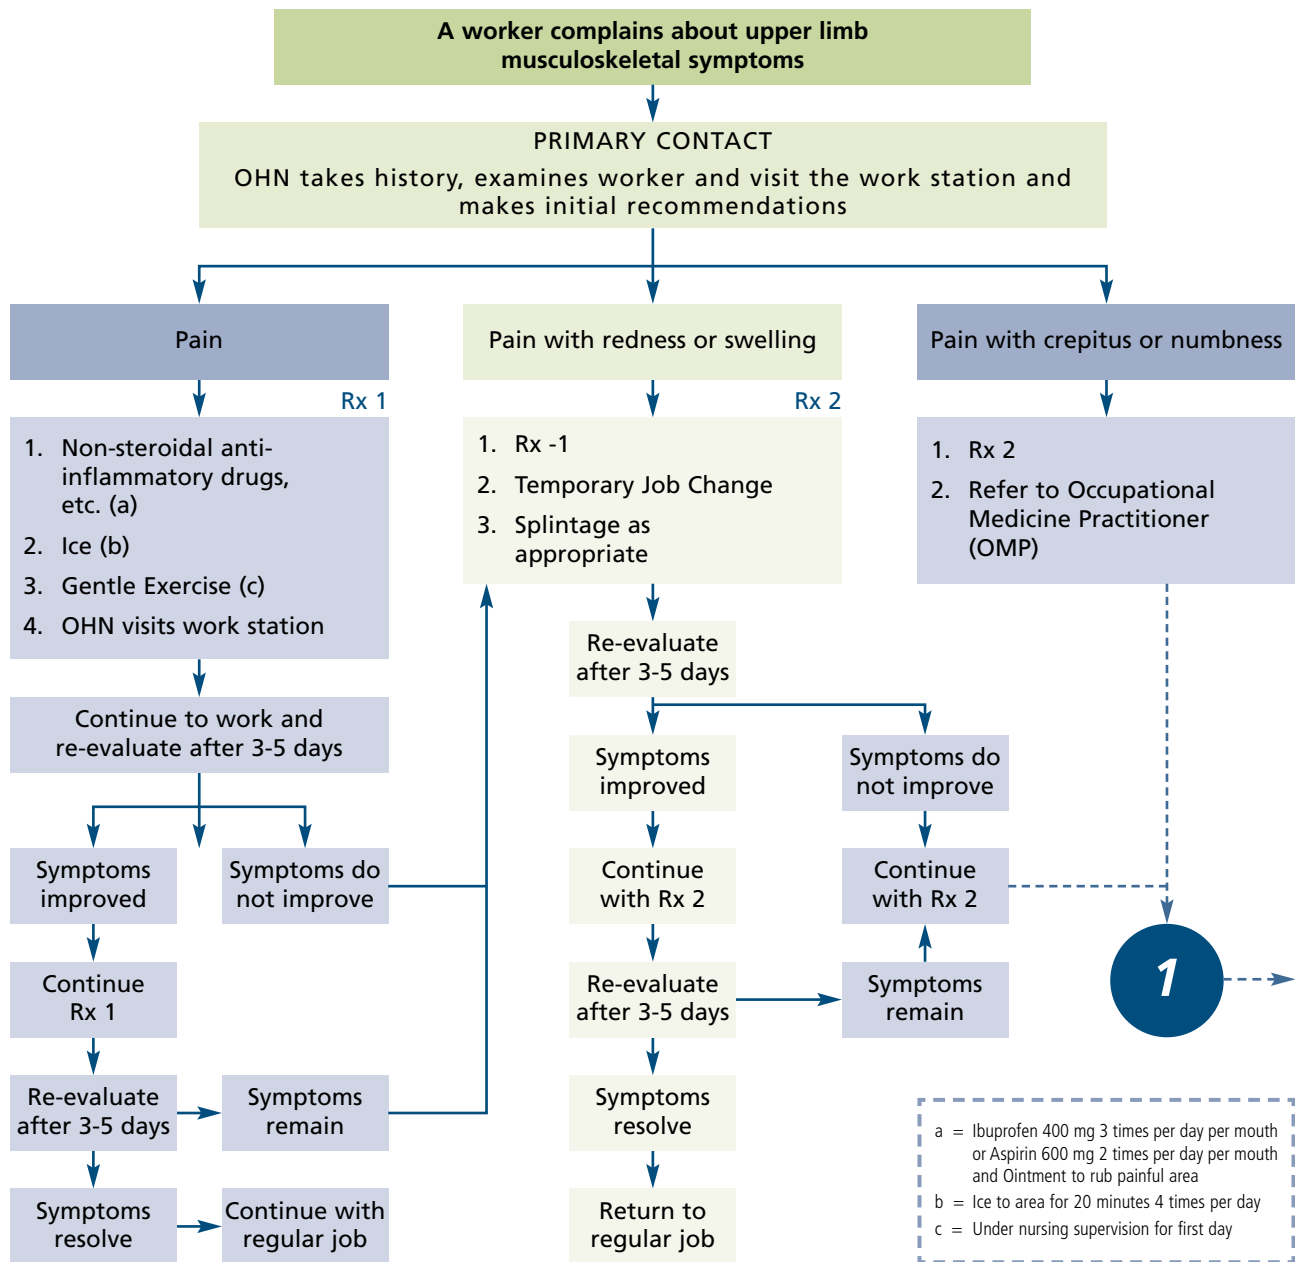 A worker complains about upper limb
musculoskeletal symptoms
PRIMARY CONTACT
OHN takes history, examines worker and visit the work station and
makes initial recommendations
Pain
Rx 1
1. Non-steroidal anti-
inflammatory drugs,
etc. (a)
2. Ice (b)
3. Gentle Exercise (c)
4. OHN visits work station
Continue to work and
re-evaluate after 3-5 days
Symptoms
improved
Symptoms do
not improve
Continue
Rx 1
Re-evaluate
after 3-5 days
Symptoms
remain
Symptoms
resolve
Continue with
regular job
Pain with redness or swelling
Rx 2
1. Rx -1
2. Temporary Job Change
3. Splintage as
appropriate
Re-evaluate
after 3-5 days
Symptoms
improved
Symptoms do
not improve
Continue
with Rx 2
Continue
with Rx 2
Re-evaluate
after 3-5 days
Symptoms
remain
Symptoms
resolve
Return to
regular job
Pain with crepitus or numbness
1. Rx 2
2. Refer to Occupational
Medicine Practitioner
(OMP)
1
a = Ibuprofen 400 mg 3 times per day per mouth
or Aspirin 600 mg 2 times per day per mouth
and Ointment to rub painful area
b = Ice to area for 20 minutes 4 times per day
c = Under nursing supervision for first day